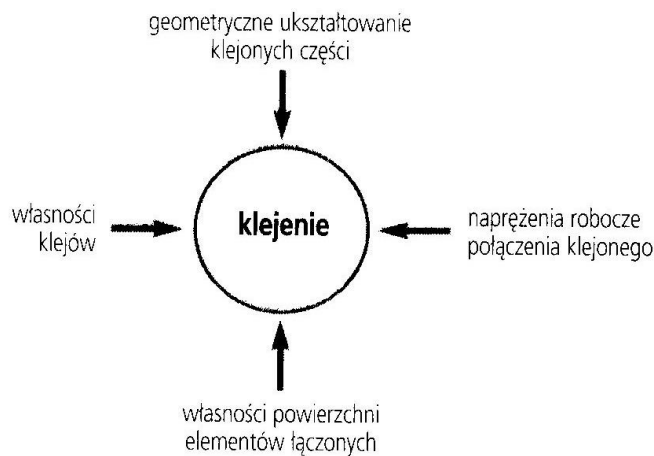 geometryczne ukształtowanie
klejonych części
własności
klejów
klejenie
naprężenia robocze
połączenia klejonego
własności powierzchni
elementów łączonych